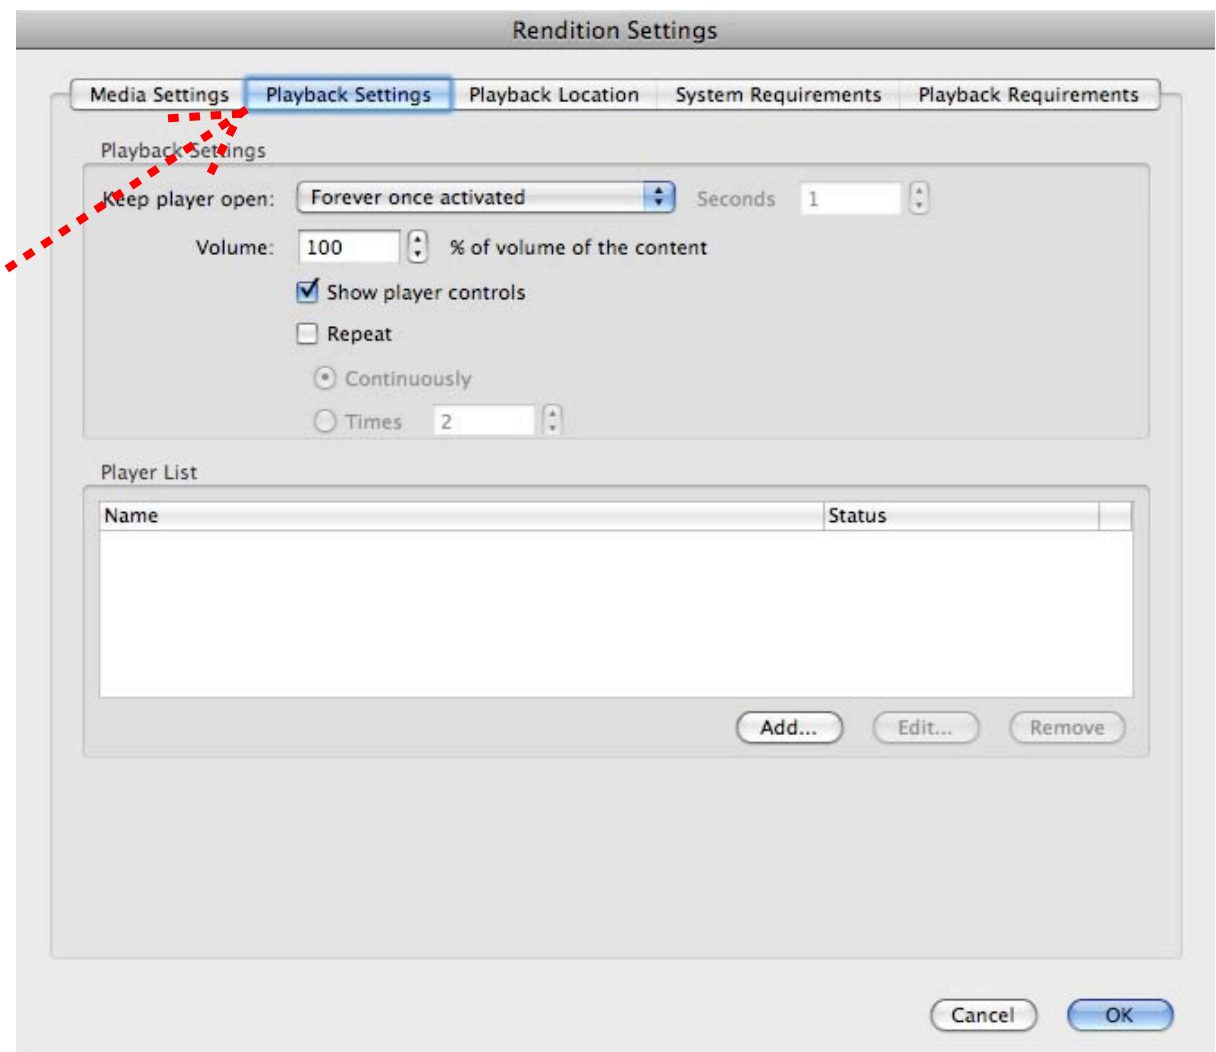 Rendition Settings
Media Settings Playback Settings Playback Location System Requirements Playback Requirements
Playback Settings
Keep player open: Forever once activated Seconds 1
Volume: 100 % of volume of the content
Show player controls
Repeat
Continuously
Times 2
Player List
Name Status
Add... Edit... Remove
Cancel OK